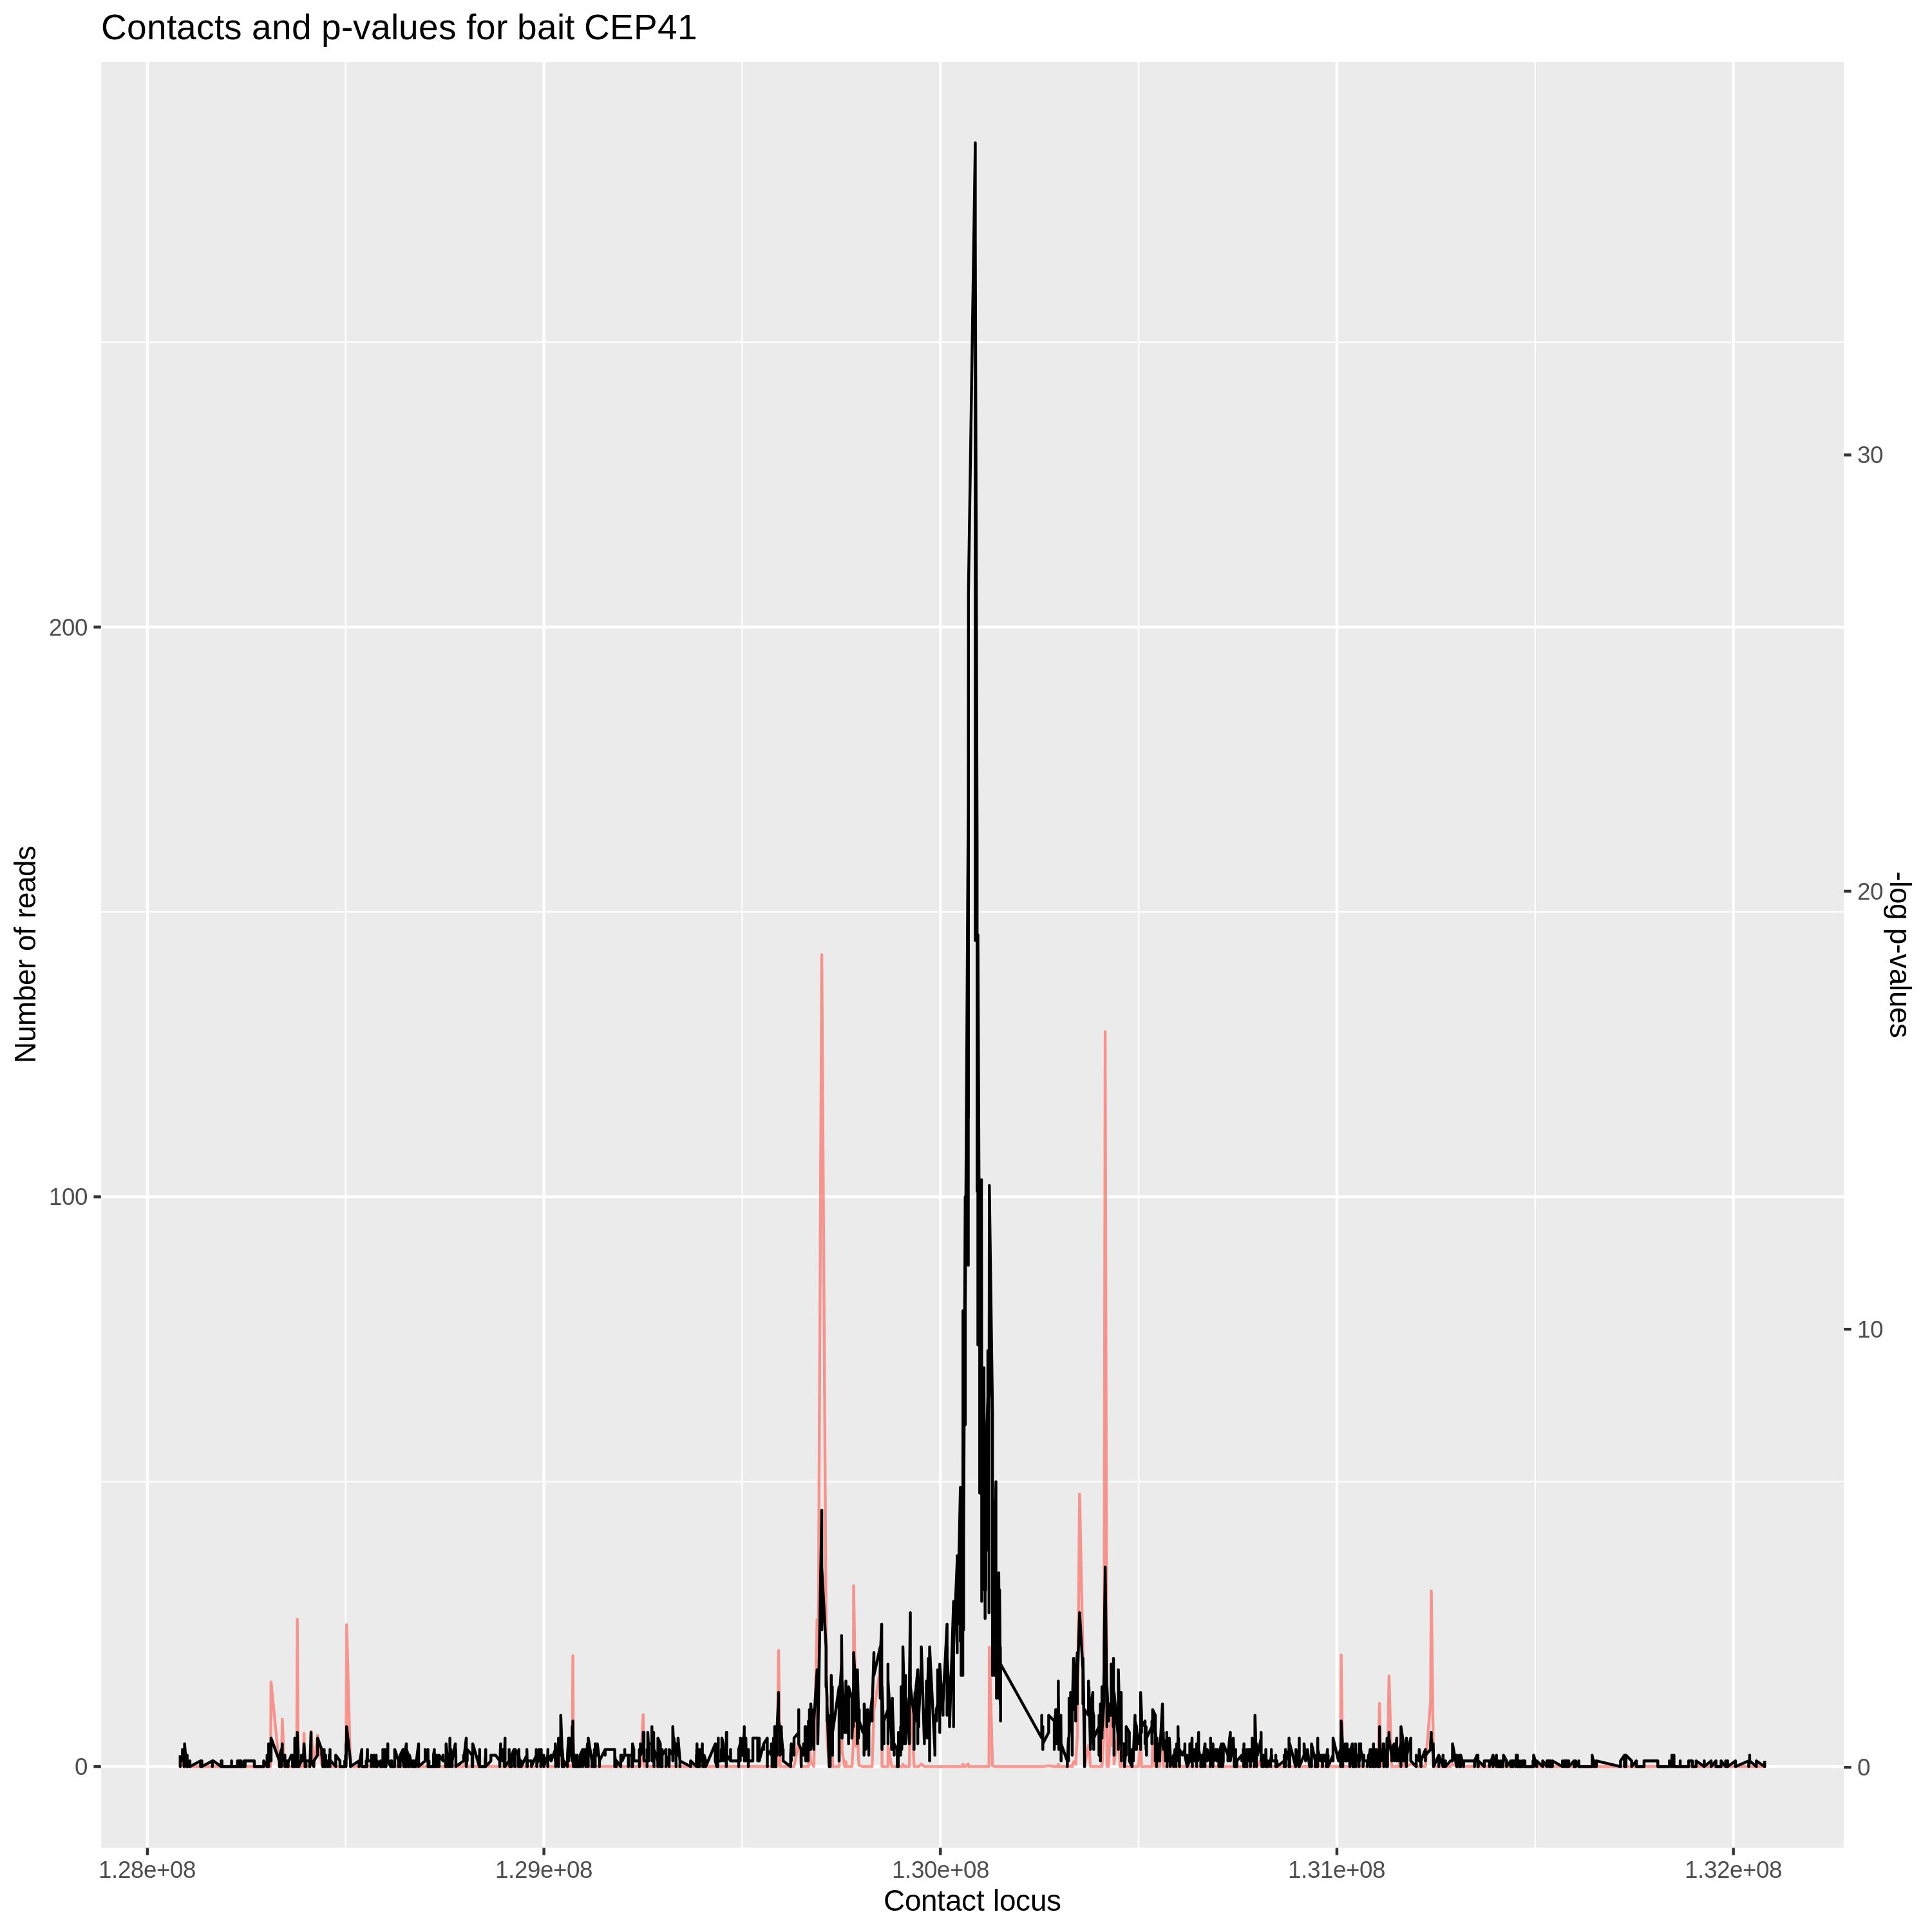 Contacts and p-values for bait CEP41
Number of reads
200
100
0
30
20
10
0
-log p-values
1.28e+08
1.29e+08
1.30e+08
1.31e+08
1.32e+08
Contact locus